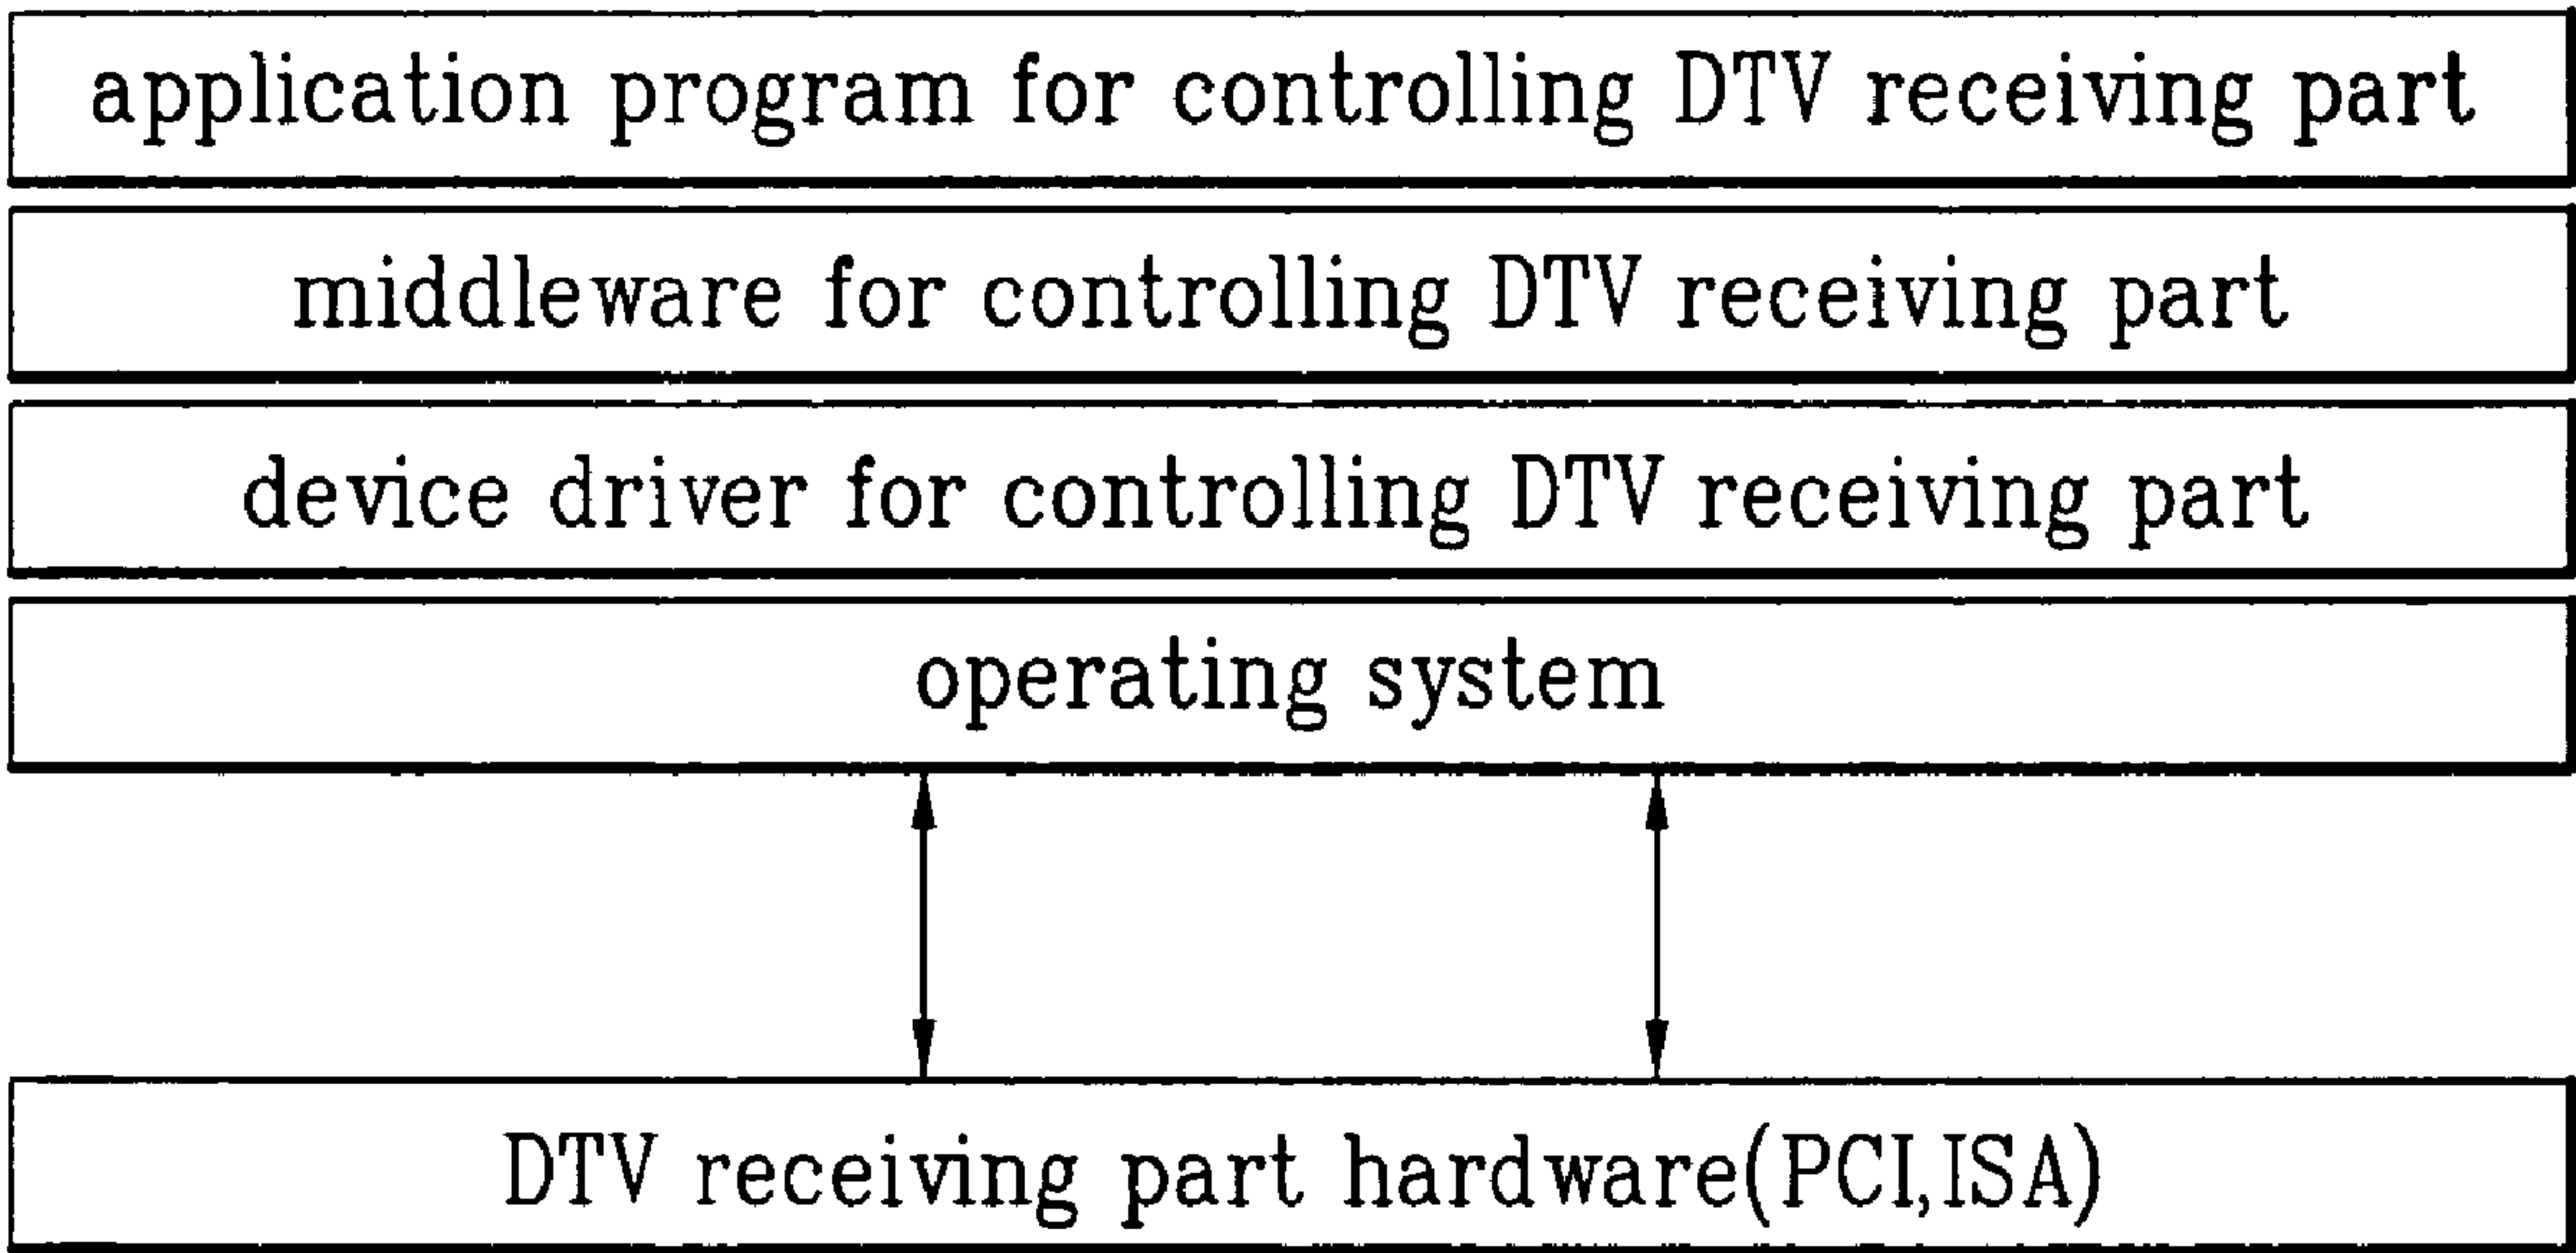 application program for controlling DTV receiving part
middleware for controlling DTV receiving part
device driver for controlling DTV receiving part
operating system
DTV receiving part hardware(PCI,ISA)